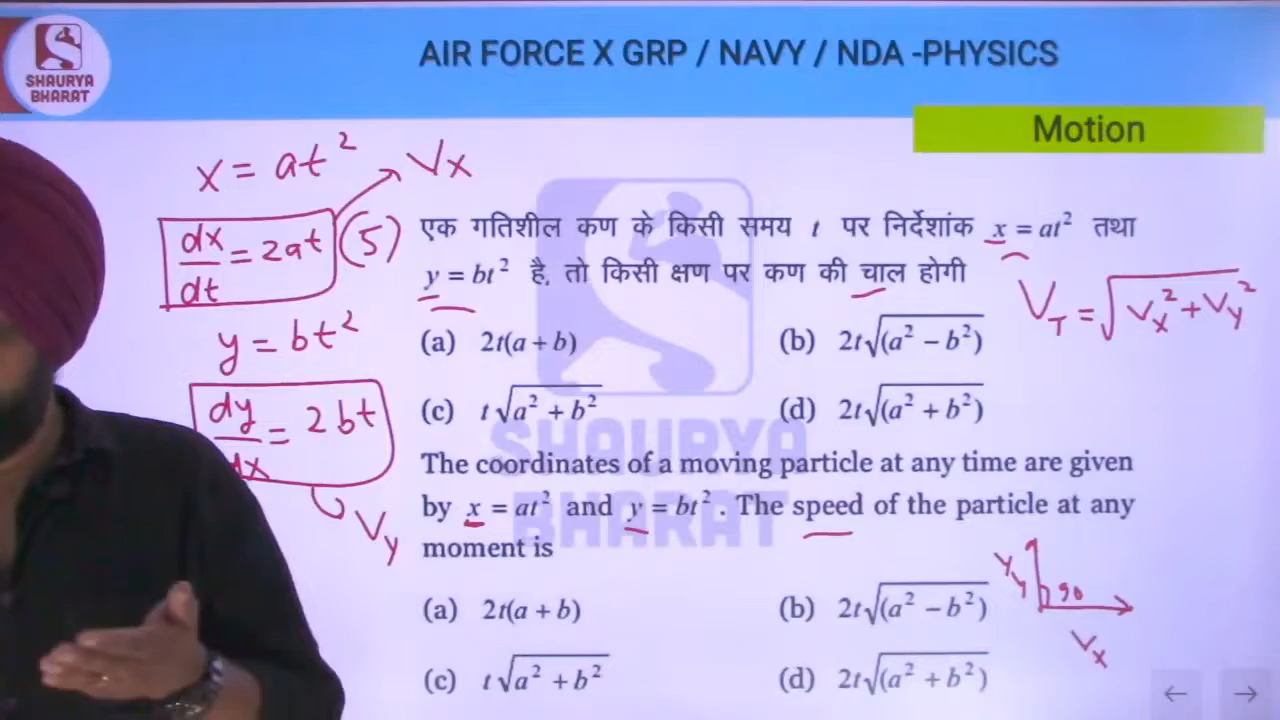 SHAURYA
BHARAT
AIR FORCE X GRP / NAVY / NDA -PHYSICS
Motion
x = at²
Vx
dx/dt = 2at
y = bt²
dy/dx = 2bt
Vy
(5) एक गतिशील कण के किसी समय t पर निर्देशांक x = at² तथा
y = bt² है, तो किसी क्षण पर कण की चाल होगी
(a) 2t(a + b) (b) 2t√(a² − b²)
(c) t√a² + b² (d) 2t√(a² + b²)
V_T = √Vx² + Vy²
SHAURYA
BHARAT
The coordinates of a moving particle at any time are given
by x = at² and y = bt². The speed of the particle at any
moment is
(a) 2t(a + b) (b) 2t√(a² − b²)
(c) t√a² + b² (d) 2t√(a² + b²)
Vy
90
Vx